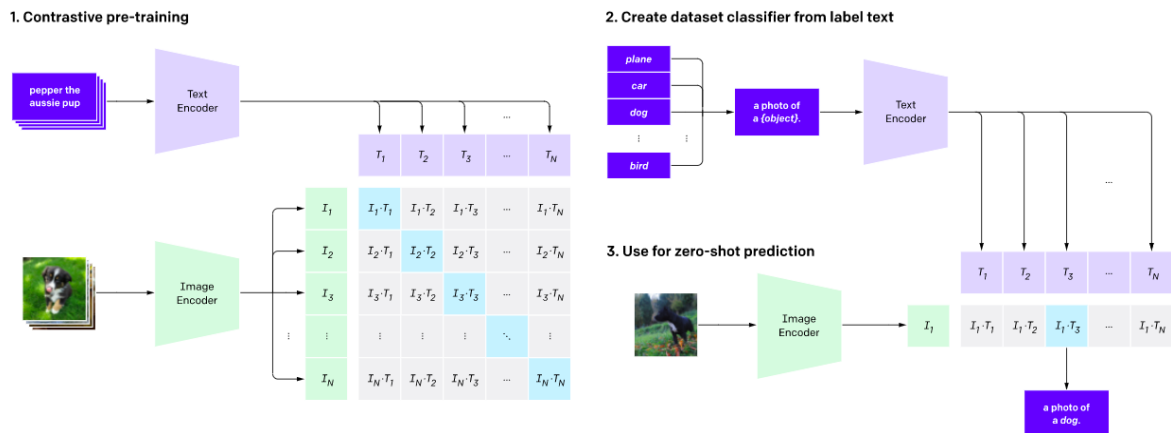 1. Contrastive pre-training
pepper the
aussie pup
Text
Encoder
...
T1 T2 T3 ... TN
I1 I1·T1 I1·T2 I1·T3 ... I1·TN
I2 I2·T1 I2·T2 I2·T3 ... I2·TN
Image
Encoder
I3 I3·T1 I3·T2 I3·T3 ... I3·TN
⋮ ⋮ ⋮ ⋮ ⋮ ⋱ ⋮
IN IN·T1 IN·T2 IN·T3 ... IN·TN
2. Create dataset classifier from label text
plane
car
dog
⋮ ⋮
bird
a photo of
a {object}.
Text
Encoder
...
3. Use for zero-shot prediction
T1 T2 T3 ... TN
Image
Encoder
I1 I1·T1 I1·T2 I1·T3 ... I1·TN
a photo of
a dog.